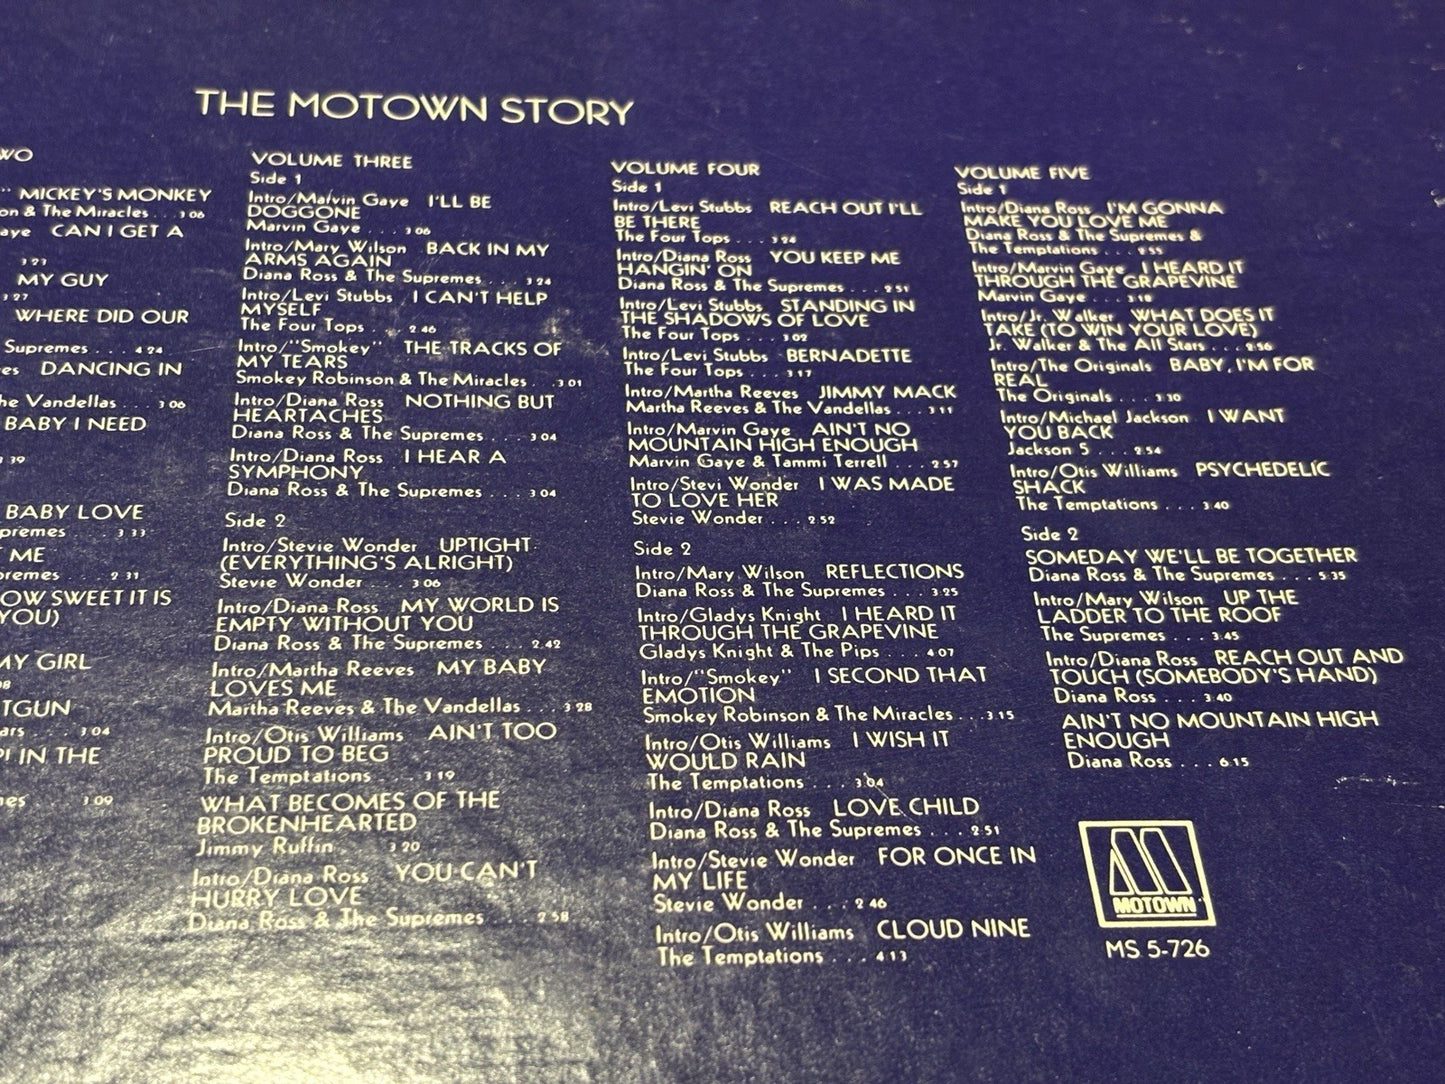 THE MOTOWN STORY
WO
" MICKEY'S MONKEY
on & The Miracles . . . 3 06
aye CAN I GET A
3 23
MY GUY
3 27
WHERE DID OUR
Supremes . . . 4 24
es DANCING IN
he Vandellas . . . 3 06
BABY I NEED
3 39
BABY LOVE
premes . . . 3 33
T ME
premes . . . 2 31
OW SWEET IT IS
YOU)
MY GIRL
TGUN
ars . . . 3 04
P! IN THE
mes 3 09
VOLUME THREE
Side 1
Intro/Marvin Gaye I'LL BE
DOGGONE
Marvin Gaye . . . 3 06
Intro/Mary Wilson BACK IN MY
ARMS AGAIN
Diana Ross & The Supremes . . . 3 24
Intro/Levi Stubbs I CAN'T HELP
MYSELF
The Four Tops . . . 2 46
Intro/"Smokey" THE TRACKS OF
MY TEARS
Smokey Robinson & The Miracles . . . 3 01
Intro/Diana Ross NOTHING BUT
HEARTACHES
Diana Ross & The Supremes . . . 3 04
Intro/Diana Ross I HEAR A
SYMPHONY
Diana Ross & The Supremes . . . 3 04
Side 2
Intro/Stevie Wonder UPTIGHT
(EVERYTHING'S ALRIGHT)
Stevie Wonder . . . 3 06
Intro/Diana Ross MY WORLD IS
EMPTY WITHOUT YOU
Diana Ross & The Supremes . . . 2.42
Intro/Martha Reeves MY BABY
LOVES ME
Martha Reeves & The Vandellas . . . 3 28
Intro/Otis Williams AIN'T TOO
PROUD TO BEG
The Temptations . . . 3 19
WHAT BECOMES OF THE
BROKENHEARTED
Jimmy Ruffin . 3 20
Intro/Diana Ross YOU CAN'T
HURRY LOVE
Diana Ross & The Supremes . . . 2 58
VOLUME FOUR
Side 1
Intro/Levi Stubbs REACH OUT I'LL
BE THERE
The Four Tops . . . 3 24
Intro/Diana Ross YOU KEEP ME
HANGIN' ON
Diana Ross & The Supremes . . . 2 51
Intro/Levi Stubbs STANDING IN
THE SHADOWS OF LOVE
The Four Tops . . . 3 02
Intro/Levi Stubbs BERNADETTE
The Four Tops . . . 3 17
Intro/Martha Reeves JIMMY MACK
Martha Reeves & The Vandellas . . . 3 11
Intro/Marvin Gaye AIN'T NO
MOUNTAIN HIGH ENOUGH
Marvin Gaye & Tammi Terrell . . . 2 57
Intro/Stevi Wonder I WAS MADE
TO LOVE HER
Stevie Wonder . . . 2 52
Side 2
Intro/Mary Wilson REFLECTIONS
Diana Ross & The Supremes . . . 3 25
Intro/Gladys Knight I HEARD IT
THROUGH THE GRAPEVINE
Gladys Knight & The Pips . . . 4 07
Intro/"Smokey" I SECOND THAT
EMOTION
Smokey Robinson & The Miracles . . . 3 15
Intro/Otis Williams I WISH IT
WOULD RAIN
The Temptations . . . 3 04
Intro/Diana Ross LOVE CHILD
Diana Ross & The Supremes . . . 2 51
Intro/Stevie Wonder FOR ONCE IN
MY LIFE
Stevie Wonder . . . 2 46
Intro/Otis Williams CLOUD NINE
The Temptations . . . 4 13
VOLUME FIVE
Side 1
Intro/Diana Ross I'M GONNA
MAKE YOU LOVE ME
Diana Ross & The Supremes &
The Temptations . . . 2 55
Intro/Marvin Gaye I HEARD IT
THROUGH THE GRAPEVINE
Marvin Gaye . . . 3 18
Intro/Jr. Walker WHAT DOES IT
TAKE (TO WIN YOUR LOVE)
Jr. Walker & The All Stars . . . 2 56
Intro/The Originals BABY, I'M FOR
REAL
The Originals . . . 3 30
Intro/Michael Jackson I WANT
YOU BACK
Jackson 5 . . . 2 54
Intro/Otis Williams PSYCHEDELIC
SHACK
The Temptations . . . 3 40
Side 2
SOMEDAY WE'LL BE TOGETHER
Diana Ross & The Supremes . . . 5 35
Intro/Mary Wilson UP THE
LADDER TO THE ROOF
The Supremes . . . 3.45
Intro/Diana Ross REACH OUT AND
TOUCH (SOMEBODY'S HAND)
Diana Ross . . . 3 40
AIN'T NO MOUNTAIN HIGH
ENOUGH
Diana Ross . . . 6 15
MOTOWN
MS 5-726